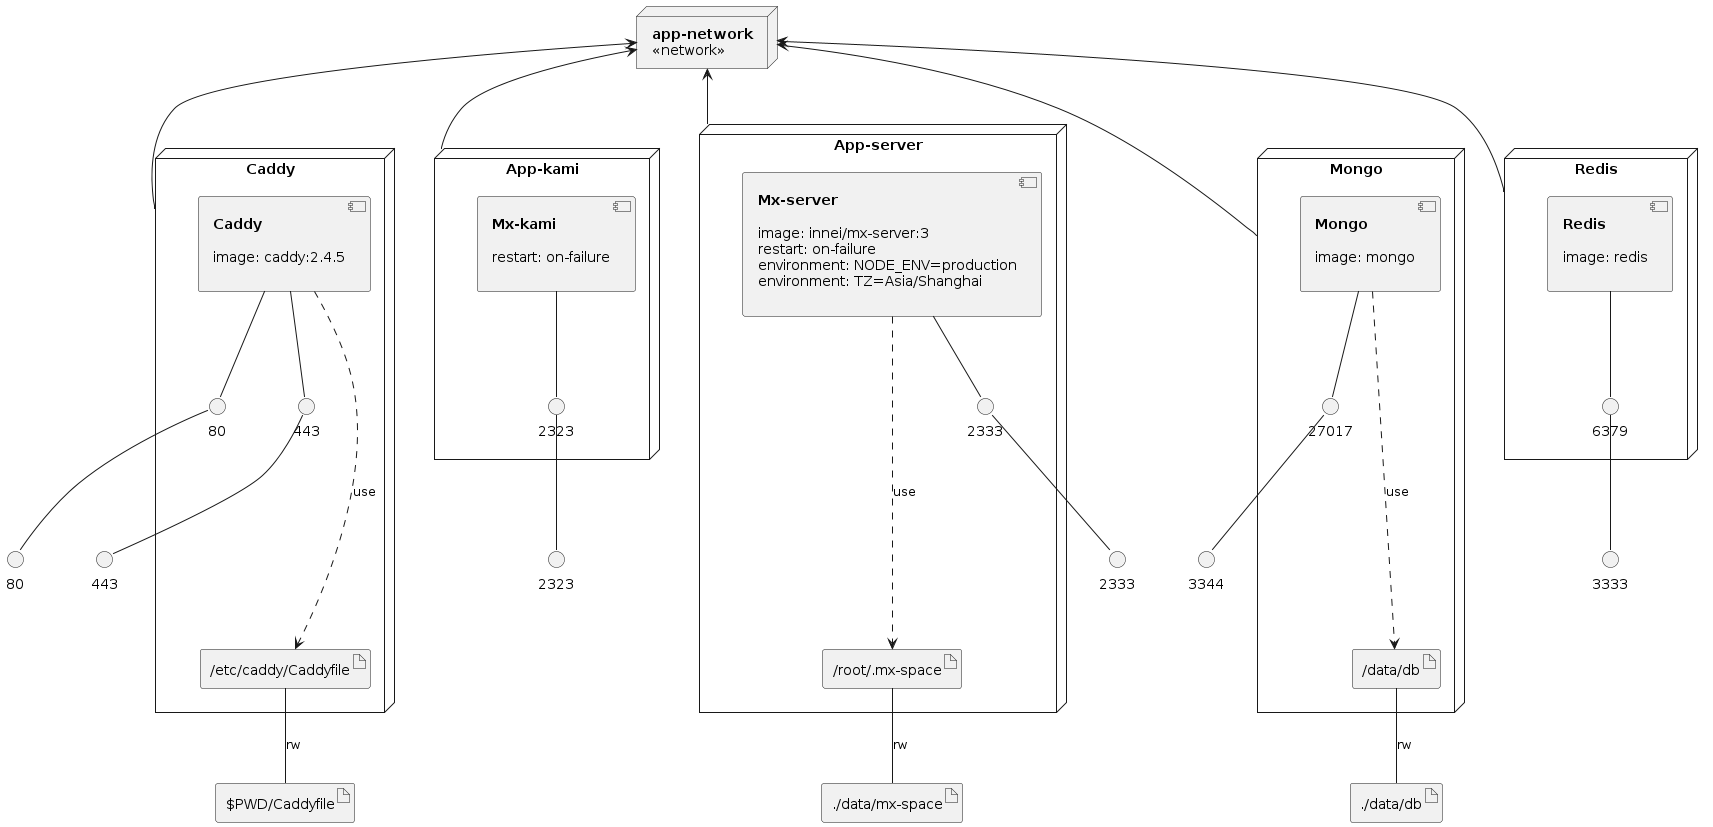 app-network
«network»
Caddy
App-kami
App-server
Mongo
Redis
Caddy
image: caddy:2.4.5
Mx-kami
restart: on-failure
Mx-server
image: innei/mx-server:3
restart: on-failure
environment: NODE_ENV=production
environment: TZ=Asia/Shanghai
Mongo
image: mongo
Redis
image: redis
80
443
2323
2333
27017
6379
use
use
use
80
443
2323
2333
3344
3333
/etc/caddy/Caddyfile
/root/.mx-space
/data/db
rw
rw
rw
$PWD/Caddyfile
./data/mx-space
./data/db